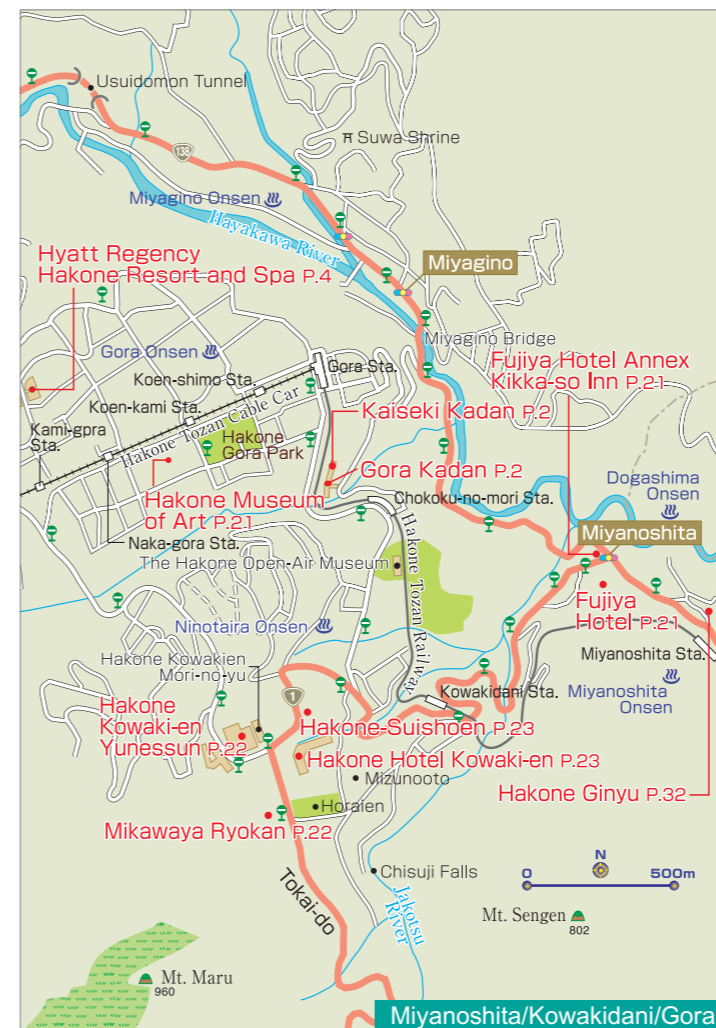 Usuidomon Tunnel
138
Suwa Shrine
Miyagino Onsen
Hayakawa River
Hyatt Regency
Hakone Resort and Spa P.4
Miyagino
Miyagino Bridge
Gora Onsen
Koen-shimo Sta.
Gora Sta.
Fujiya Hotel Annex
Kikka-so Inn P.21
Koen-kami Sta.
Kaiseki Kadan P.2
Kami-gpra
Sta.
Hakone Tozan Cable Car
Hakone
Gora Park
Gora Kadan P.2
Dogashima
Onsen
Hakone Museum
of Art P.21
Chokoku-no-mori Sta.
Naka-gora Sta.
Miyanoshita
The Hakone Open-Air Museum
Hakone Tozan Railway
Fujiya
Hotel P.21
Ninotaira Onsen
Miyanoshita Sta.
Hakone Kowakien
Mori-no-yu
Kowakidani Sta.
Miyanoshita
Onsen
1
Hakone
Kowaki-en
Yunessun P.22
Hakone-Suishoen P.23
Hakone Hotel Kowaki-en P.23
Mizunooto
Hakone Ginyu P.32
Horaien
Mikawaya Ryokan P.22
Tokai-do
Chisuji Falls
Jakotsu
River
N
0
500m
Mt. Sengen
802
Mt. Maru
960
Miyanoshita/Kowakidani/Gora